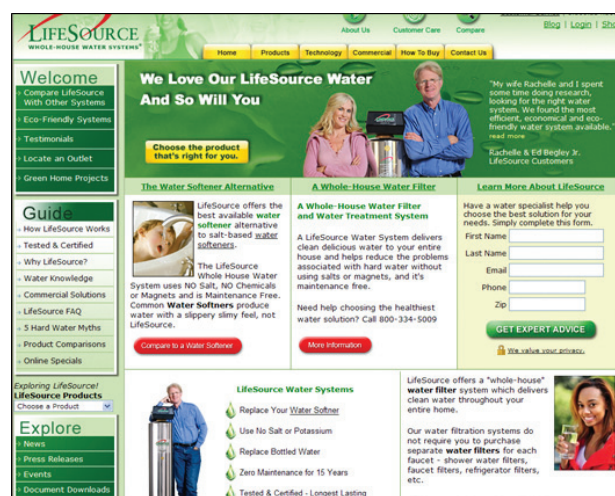 LIFESOURCE
WHOLE-HOUSE WATER SYSTEMS
About Us
Customer Care
Compare
Blog | Login |
Home
Products
Technology
Commercial
How To Buy
Contact Us
Welcome
Compare LifeSource
With Other Systems
Eco-Friendly Systems
Testimonials
Locate an Outlet
Green Home Projects
Guide
How LifeSource Works
Tested & Certified
Why LifeSource?
Water Knowledge
Commercial Solutions
LifeSource FAQ
5 Hard Water Myths
Product Comparisons
Online Specials
Exploring LifeSource!
LifeSource Products
Choose a Product
Explore
News
Press Releases
Events
Document Downloads
We Love Our LifeSource Water
And So Will You
Choose the product
that's right for you.
"My wife Rachelle and I spent
some time doing research,
looking for the right water
system. We found the most
efficient, economical and eco-
friendly water system available."
read more
Rachelle & Ed Begley Jr.
LifeSource Customers
The Water Softener Alternative
LifeSource offers the
best available water
softener alternative
to salt-based water
softeners.
The LifeSource
Whole House Water
System uses NO Salt, NO Chemicals
or Magnets and is Maintenance Free.
Common Water Softners produce
water with a slippery slimy feel, not
LifeSource.
Compare to a Water Softener
A Whole-House Water Filter
A Whole-House Water Filter
and Water Treatment System
A LifeSource Water System delivers
clean delicious water to your entire
house and helps reduce the problems
associated with hard water without
using salts or magnets, and it's
maintenance free.
Need help choosing the healthiest
water solution? Call 800-334-5009
More Information
Learn More About LifeSource
Have a water specialist help you
choose the best solution for your
needs. Simply complete this form.
First Name
Last Name
Email
Phone
Zip
GET EXPERT ADVICE
We value your privacy.
LifeSource Water Systems
Replace Your Water Softner
Use No Salt or Potassium
Replace Bottled Water
Zero Maintenance for 15 Years
Tested & Certified - Longest Lasting
LifeSource offers a "whole-house"
water filter system which delivers
clean water throughout your
entire home.
Our water filtration systems do
not require you to purchase
separate water filters for each
faucet - shower water filters,
faucet filters, refrigerator filters,
etc.